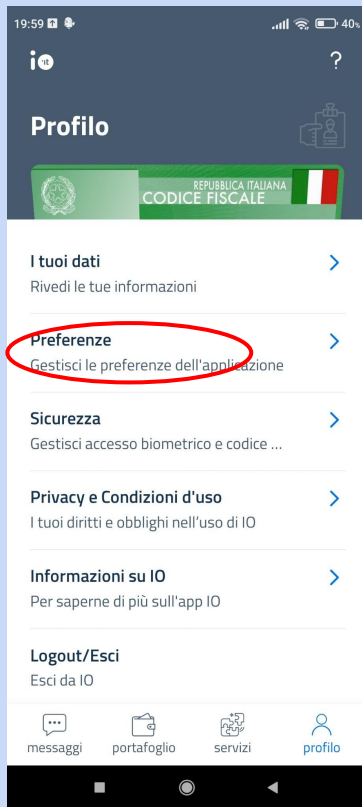 19:59
40%
io it
?
Profilo
REPUBBLICA ITALIANA
CODICE FISCALE
I tuoi dati
Rivedi le tue informazioni
Preferenze
Gestisci le preferenze dell'applicazione
Sicurezza
Gestisci accesso biometrico e codice ...
Privacy e Condizioni d'uso
I tuoi diritti e obblighi nell'uso di IO
Informazioni su IO
Per saperne di più sull'app IO
Logout/Esci
Esci da IO
messaggi portafoglio servizi profilo